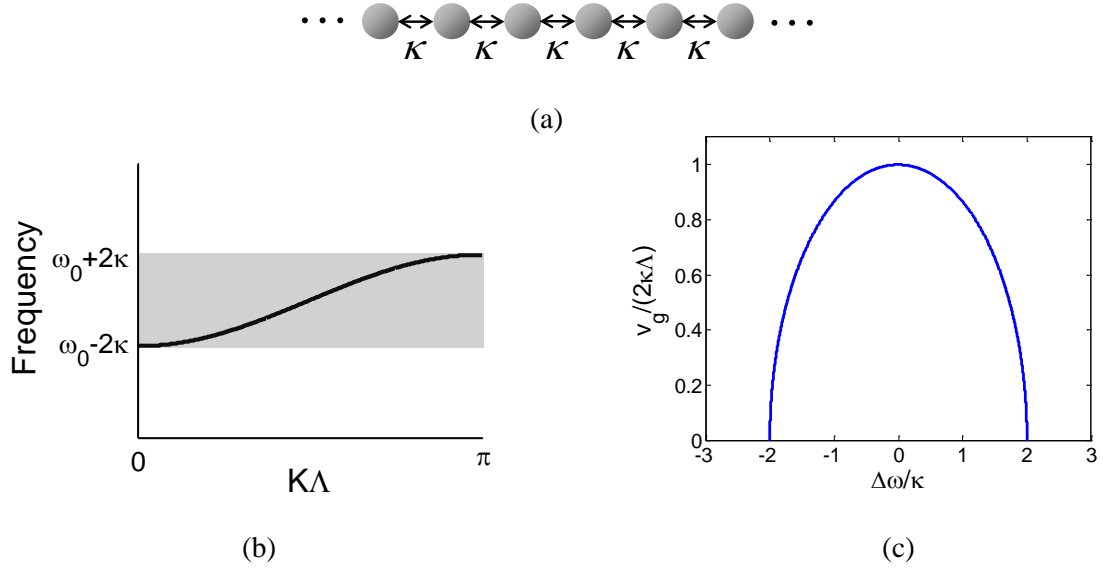 ··· ···
κ κ κ κ κ
(a)
Frequency
ω0+2κ
ω0-2κ
0 π
KΛ
(b)
vg/(2κΛ)
1
0.8
0.6
0.4
0.2
0
-3 -2 -1 0 1 2 3
Δω/κ
(c)